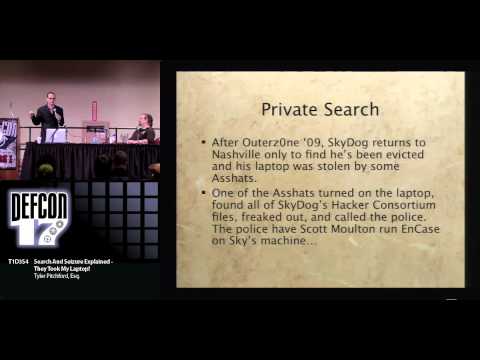 Private Search
▪ After Outerz0ne '09, SkyDog returns to
Nashville only to find he's been evicted
and his laptop was stolen by some
Asshats.
▪ One of the Asshats turned on the laptop,
found all of SkyDog's Hacker Consortium
files, freaked out, and called the police.
The police have Scott Moulton run EnCase
on Sky's machine…
DEFCON
17
T1D3S4 Search And Seizure Explained -
They Took My Laptop!
Tyler Pitchford, Esq.